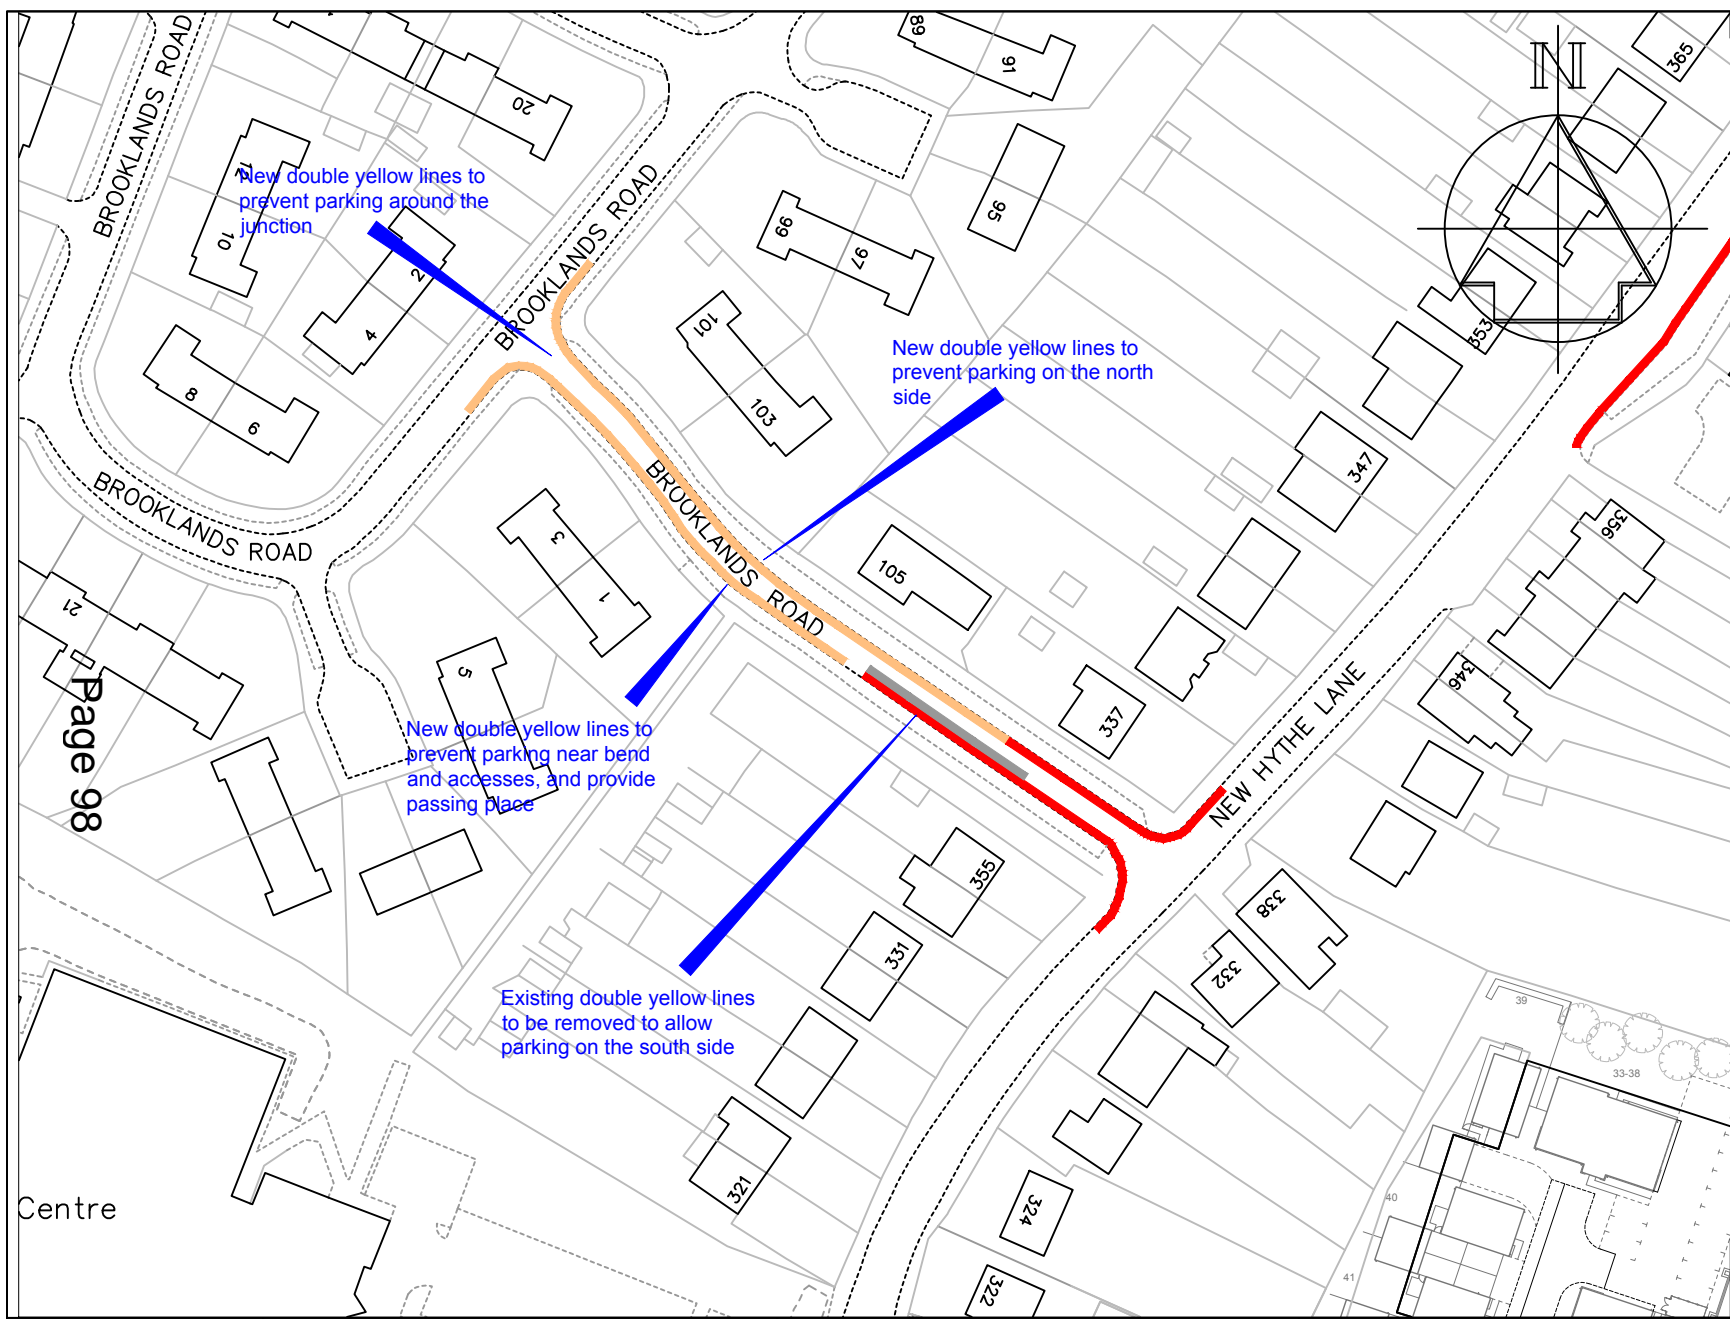 BROOKLANDS ROAD
20
89
91
N
365
12
10
New double yellow lines to
prevent parking around the
junction
BROOKLANDS ROAD
2
4
99
97
95
353
8
6
101
103
New double yellow lines to
prevent parking on the north
side
347
BROOKLANDS ROAD
BROOKLANDS ROAD
3
1
105
356
21
5
Page 98
New double yellow lines to
prevent parking near bend
and accesses, and provide
passing place
337
346
NEW HYTHE LANE
355
331
338
332
Existing double yellow lines
to be removed to allow
parking on the south side
39
33-38
321
324
322
40
41
Centre